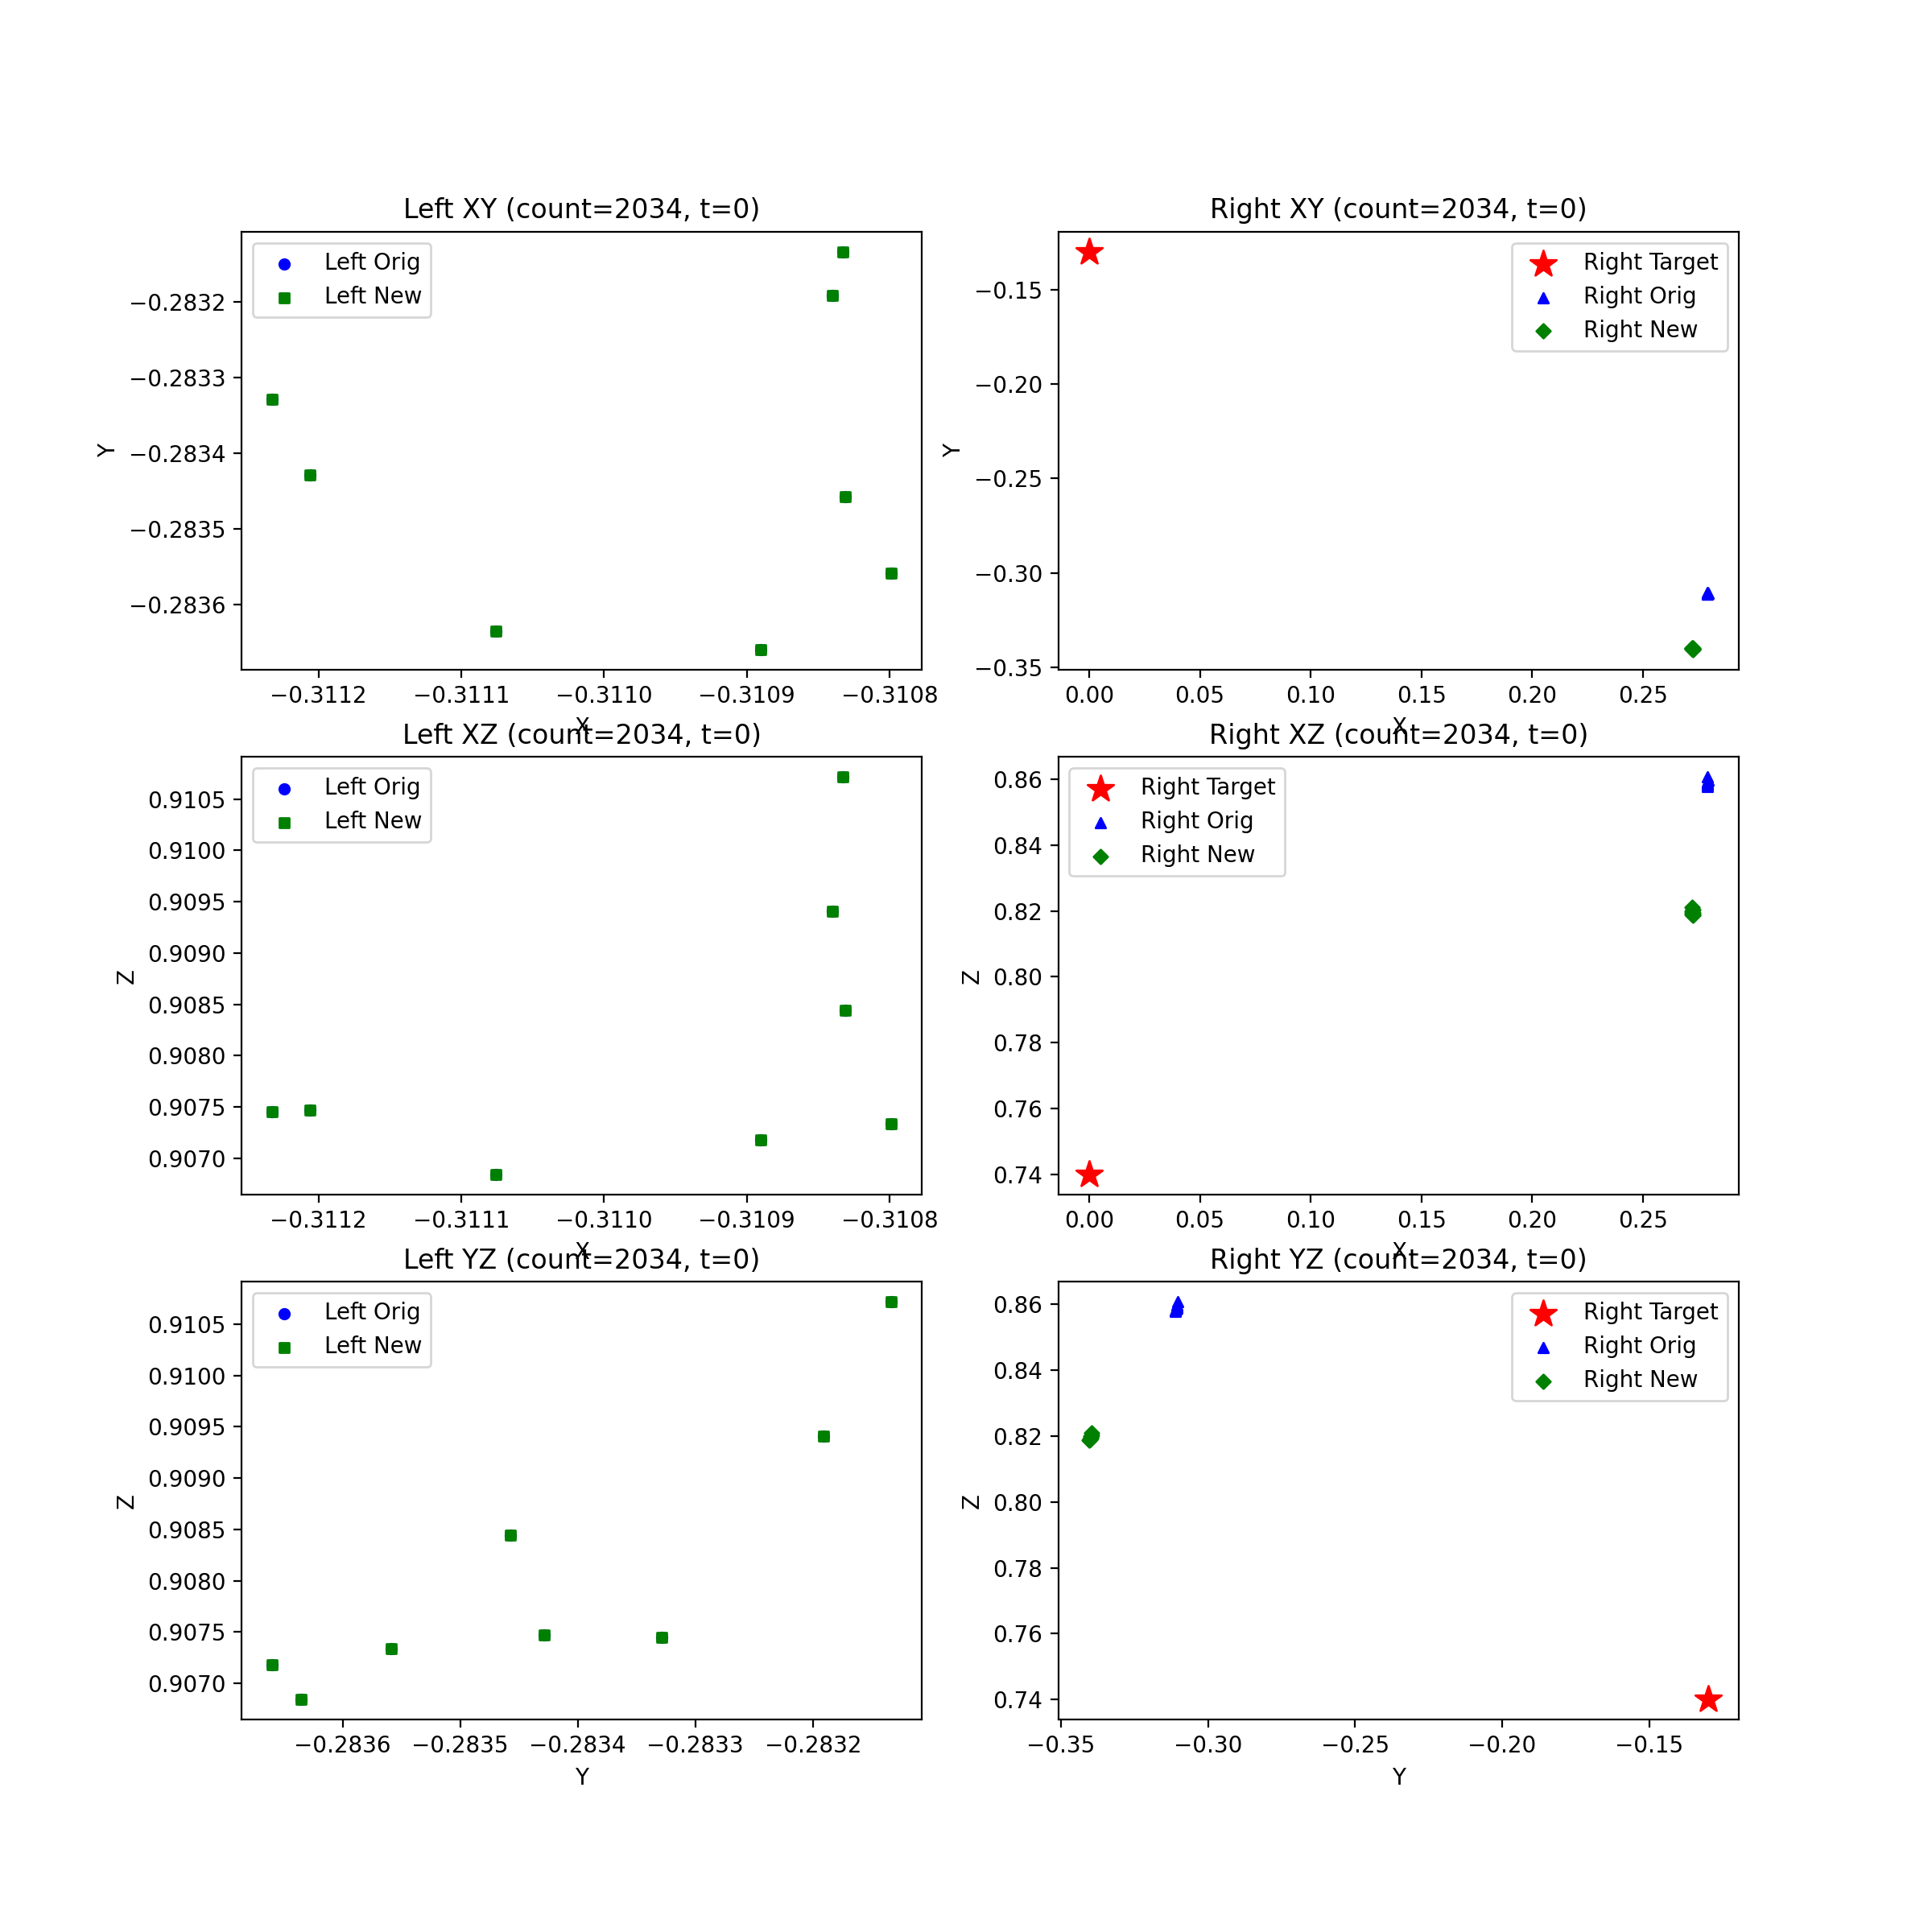 Left XY (count=2034, t=0)
Left Orig
Left New
−0.2832
−0.2833
−0.2834
−0.2835
−0.2836
Y
−0.3112 −0.3111 −0.3110 −0.3109 −0.3108
X
Right XY (count=2034, t=0)
Right Target
Right Orig
Right New
−0.15
−0.20
−0.25
−0.30
−0.35
Y
0.00 0.05 0.10 0.15 0.20 0.25
X
Left XZ (count=2034, t=0)
Left Orig
Left New
0.9105
0.9100
0.9095
0.9090
0.9085
0.9080
0.9075
0.9070
Z
−0.3112 −0.3111 −0.3110 −0.3109 −0.3108
X
Right XZ (count=2034, t=0)
Right Target
Right Orig
Right New
0.86
0.84
0.82
0.80
0.78
0.76
0.74
Z
0.00 0.05 0.10 0.15 0.20 0.25
X
Left YZ (count=2034, t=0)
Left Orig
Left New
0.9105
0.9100
0.9095
0.9090
0.9085
0.9080
0.9075
0.9070
Z
−0.2836 −0.2835 −0.2834 −0.2833 −0.2832
Y
Right YZ (count=2034, t=0)
Right Target
Right Orig
Right New
0.86
0.84
0.82
0.80
0.78
0.76
0.74
Z
−0.35 −0.30 −0.25 −0.20 −0.15
Y